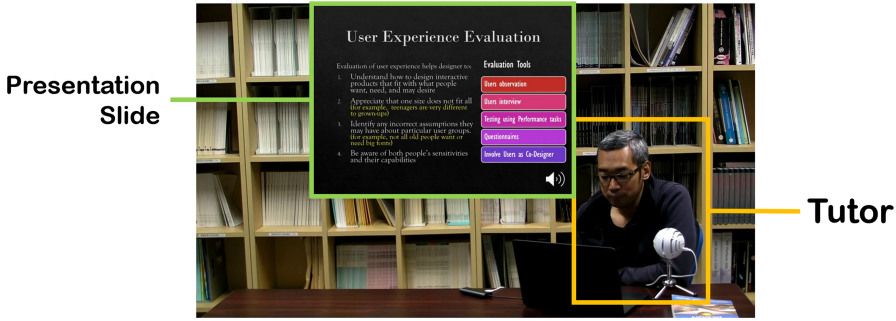 Presentation
Slide
User Experience Evaluation
Evaluation of user experience helps designer to:
1. Understand how to design interactive
products that fit with what people
want, need, and may desire
2. Appreciate that one size does not fit all
(for example, teenagers are very different
to grown-ups)
3. Identify any incorrect assumptions they
may have about particular user groups.
(for example, not all old people want or
need big fonts)
4. Be aware of both people's sensitivities
and their capabilities
Evaluation Tools
Users observation
Users interview
Testing using Performance tasks
Questionnaires
Involve Users as Co-Designer
Tutor